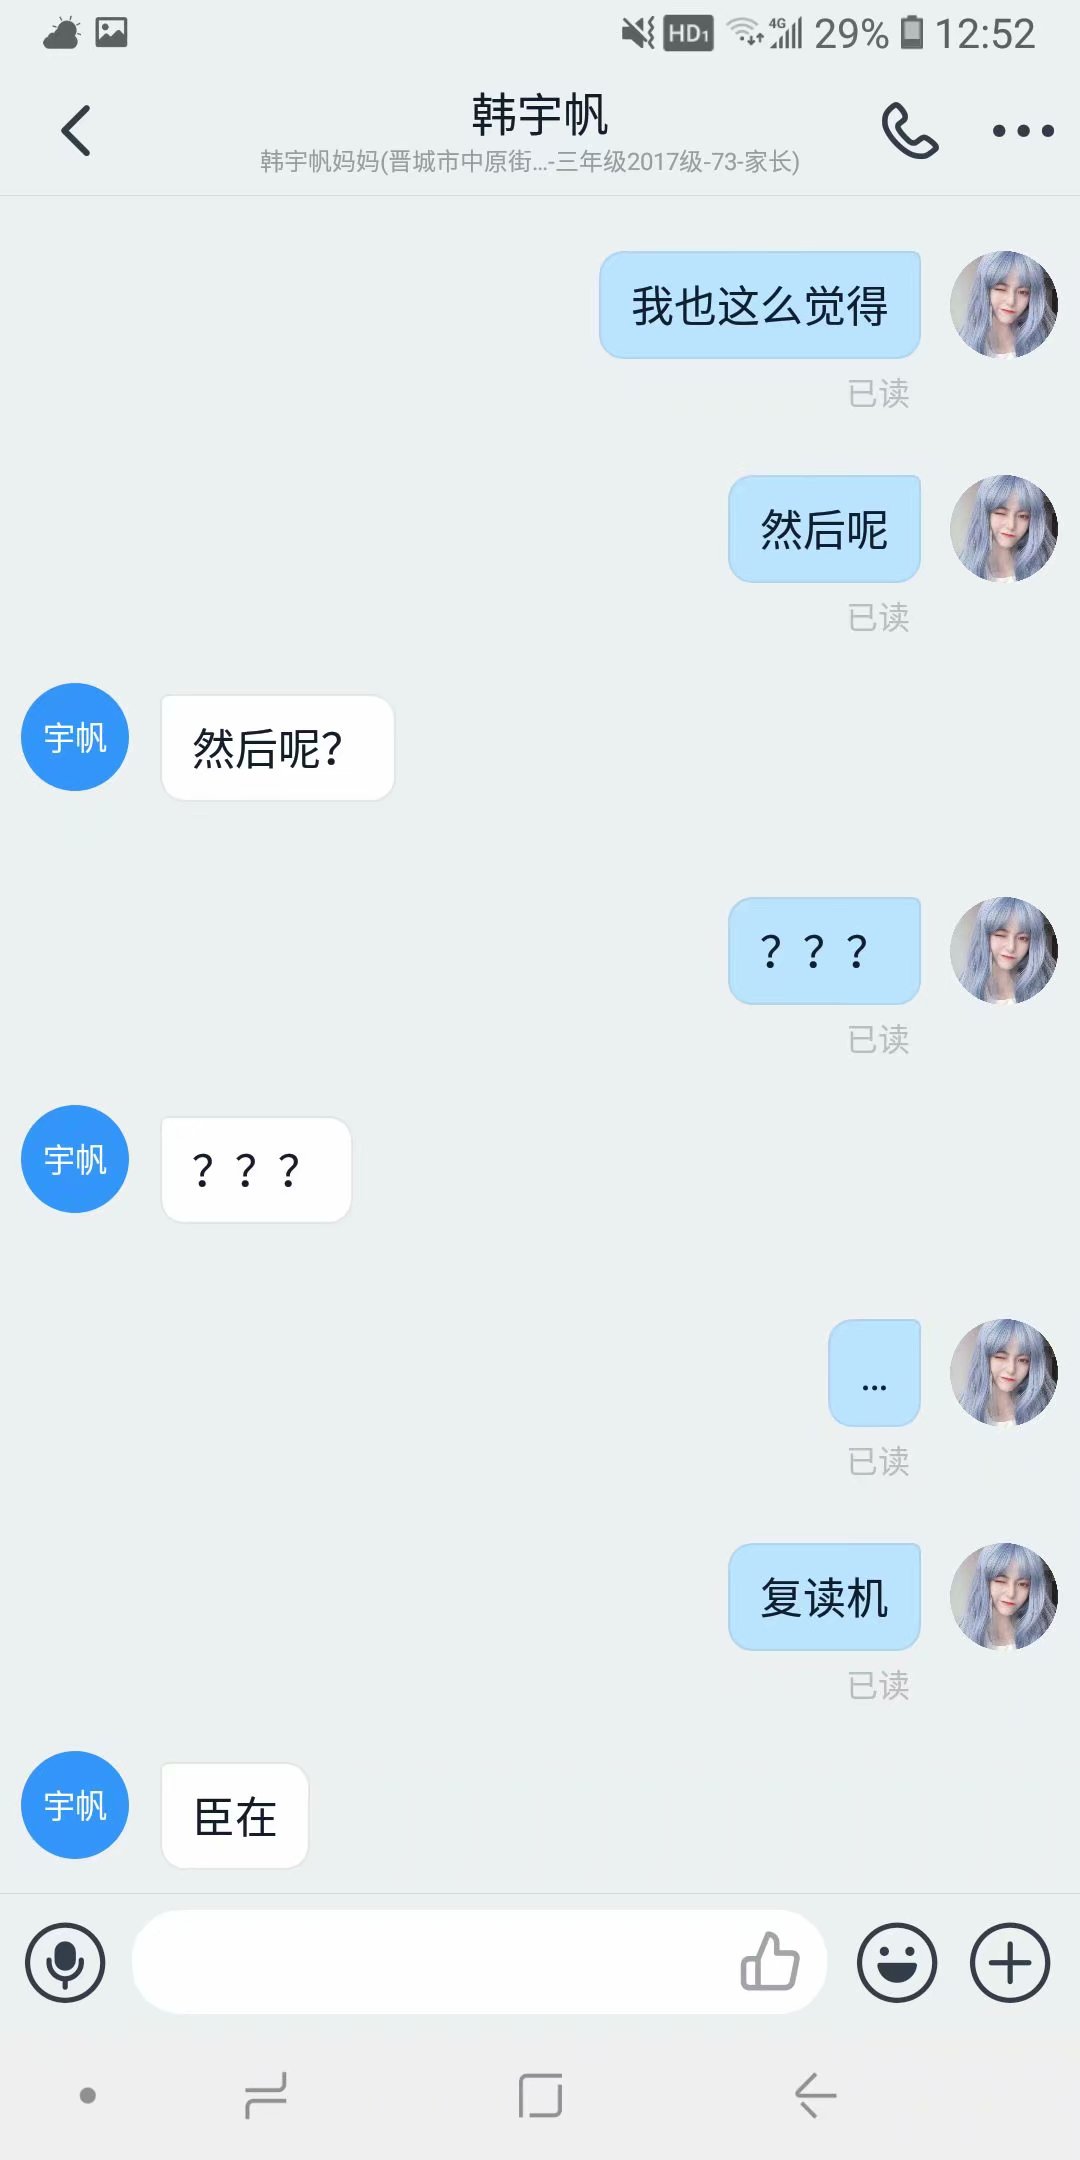 HD1 4G 29% 12:52
韩宇帆
韩宇帆妈妈(晋城市中原街...-三年级2017级-73-家长)
我也这么觉得
已读
然后呢
已读
宇帆
然后呢？
？？？
已读
宇帆
？？？
...
已读
复读机
已读
宇帆
臣在